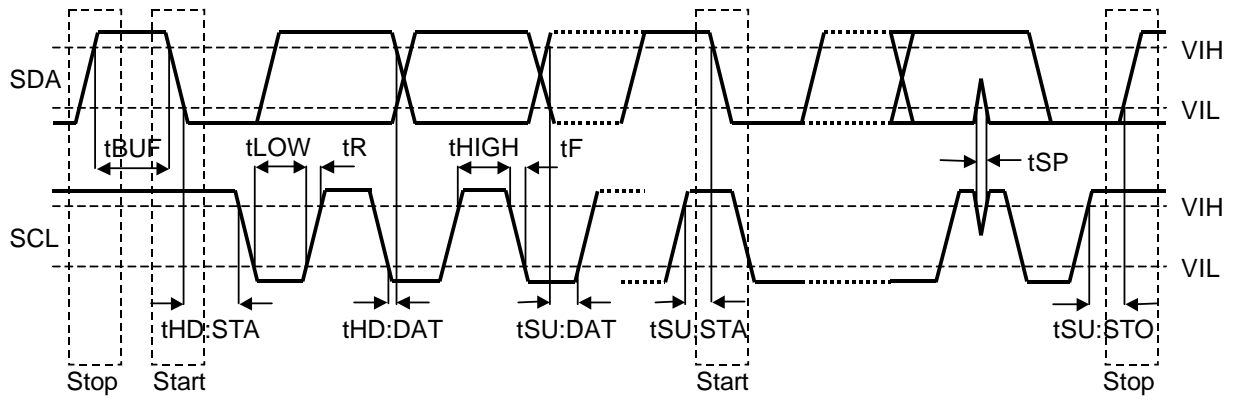 VIH
SDA
VIL
tBUF tLOW tR tHIGH tF tSP
VIH
SCL
VIL
tHD:STA tHD:DAT tSU:DAT tSU:STA tSU:STO
Stop Start Start Stop